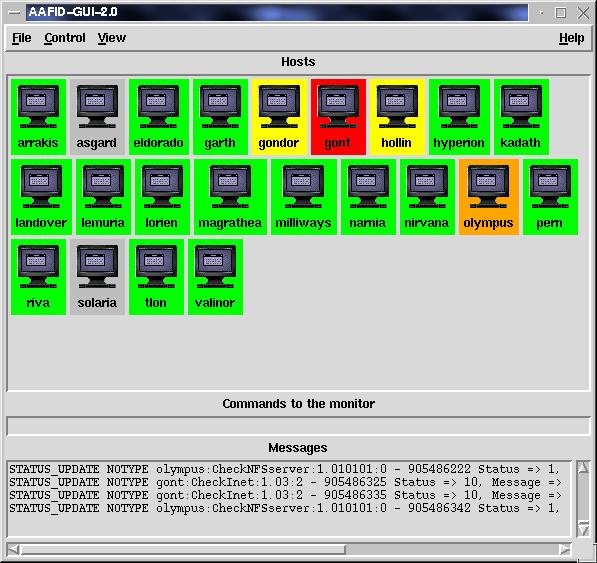 AAFID-GUI-2.0
File Control View Help
Hosts
arrakis asgard eldorado garth gondor gont hollin hyperion kadath
landover lemuria lorien magrathea milliways narnia nirvana olympus pern
riva solaria tlon valinor
Commands to the monitor
Messages
STATUS_UPDATE NOTYPE olympus:CheckNFSserver:1.010101:0 - 905486222 Status => 1,
STATUS_UPDATE NOTYPE gont:CheckInet:1.03:2 - 905486325 Status => 10, Message =>
STATUS_UPDATE NOTYPE gont:CheckInet:1.03:2 - 905486335 Status => 10, Message =>
STATUS_UPDATE NOTYPE olympus:CheckNFSserver:1.010101:0 - 905486342 Status => 1,